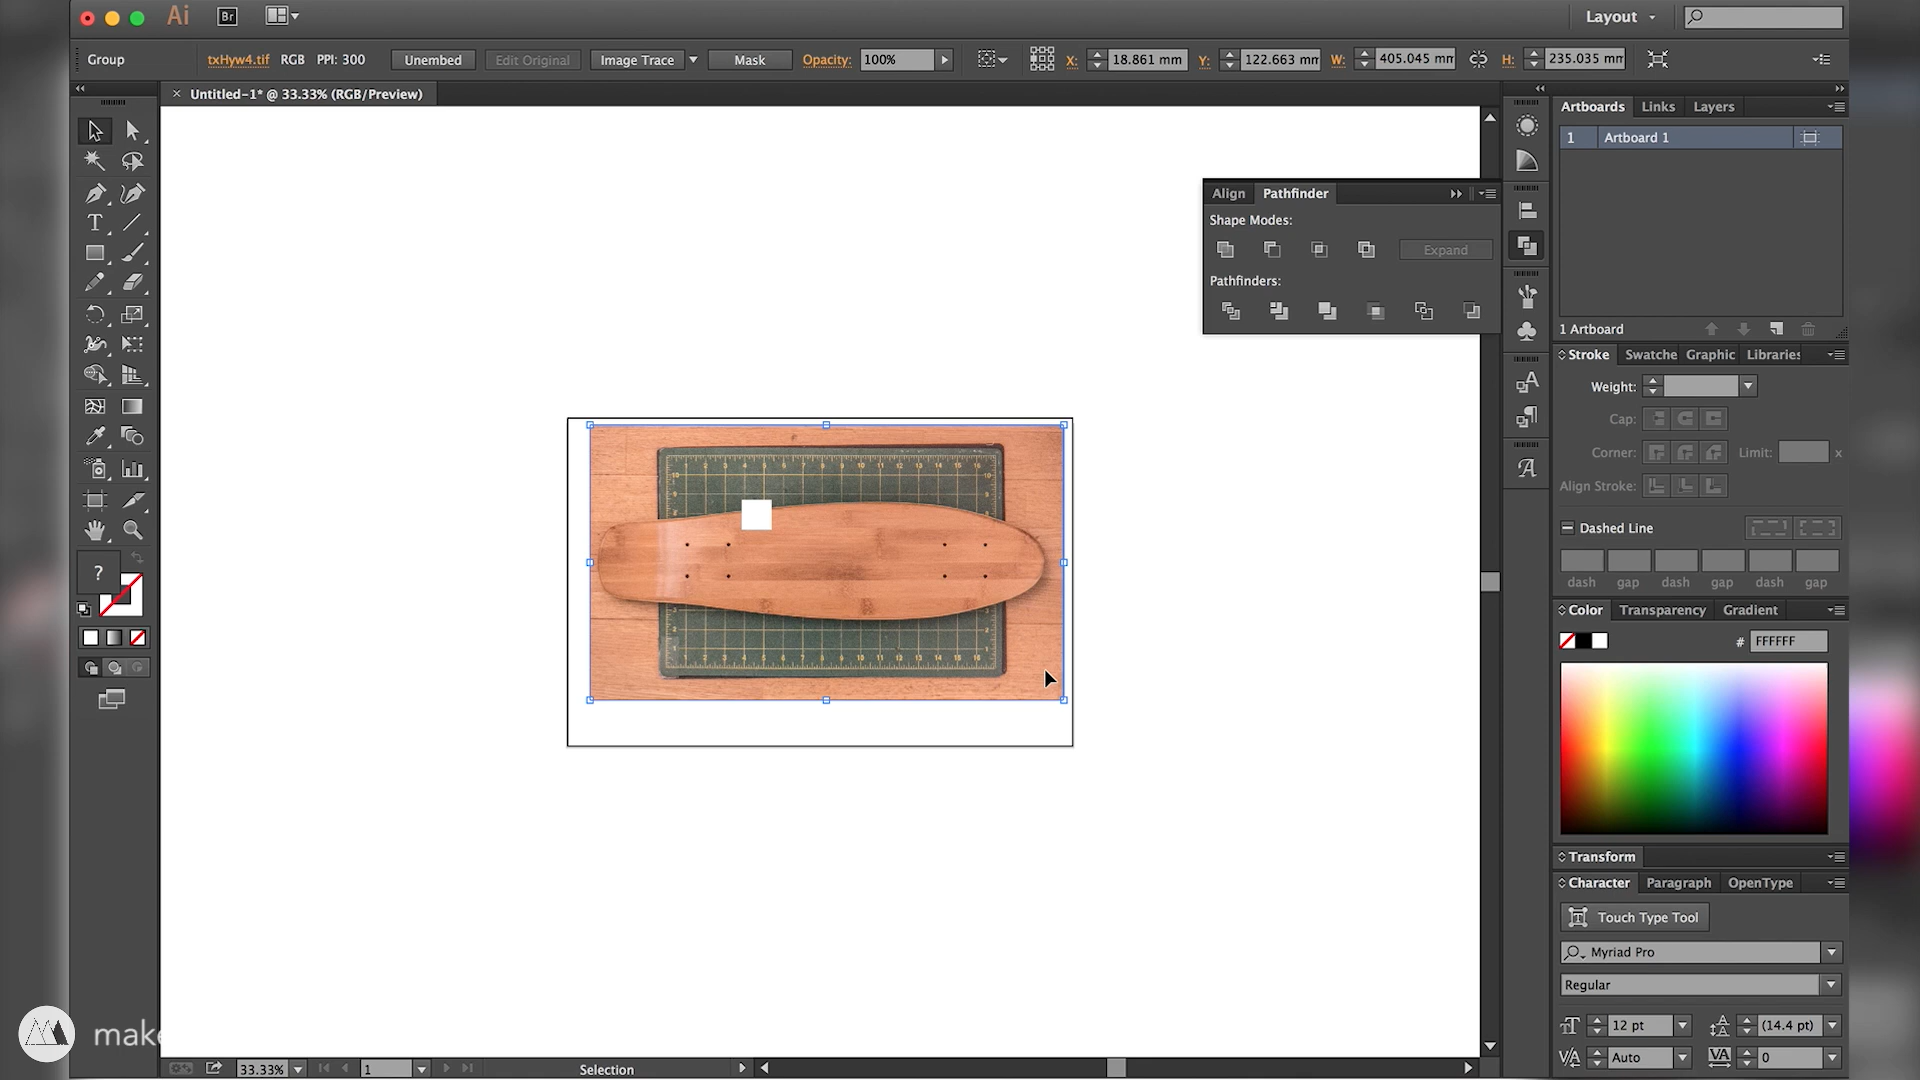 Ai Br Layout
Group txHyw4.tif RGB PPI: 300 Unembed Edit Original Image Trace Mask Opacity: 100% X: 18.861 mm Y: 122.663 mm W: 405.045 mm H: 235.035 mm
× Untitled-1* @ 33.33% (RGB/Preview)
Artboards Links Layers
1 Artboard 1
Align Pathfinder
Shape Modes:
Expand
Pathfinders:
1 Artboard
Stroke Swatche Graphic Libraries
Weight:
Cap:
Corner: Limit: x
Align Stroke:
Dashed Line
dash gap dash gap dash gap
?
Color Transparency Gradient
# FFFFFF
Transform
Character Paragraph OpenType
Touch Type Tool
Myriad Pro
Regular
12 pt (14.4 pt)
Auto 0
make
33.33% 1 Selection